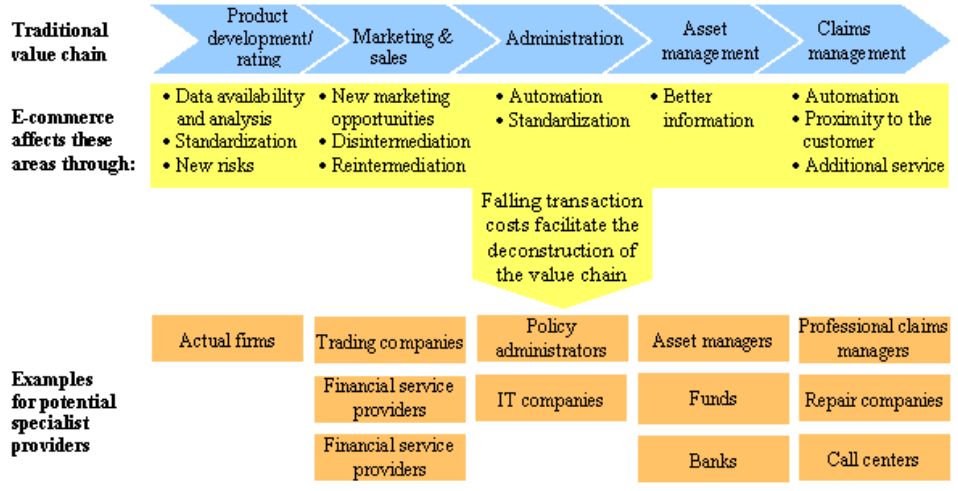 Traditional
value chain
Product
development/
rating
Marketing &
sales
Administration
Asset
management
Claims
management
E-commerce
affects these
areas through:
• Data availability
and analysis
• Standardization
• New risks
• New marketing
opportunities
• Disintermediation
• Reintermediation
• Automation
• Standardization
• Better
information
• Automation
• Proximity to the
customer
• Additional service
Falling transaction
costs facilitate the
deconstruction of
the value chain
Examples
for potential
specialist
providers
Actual firms
Trading companies
Policy
administrators
Asset managers
Professional claims
managers
Financial service
providers
IT companies
Funds
Repair companies
Financial service
providers
Banks
Call centers